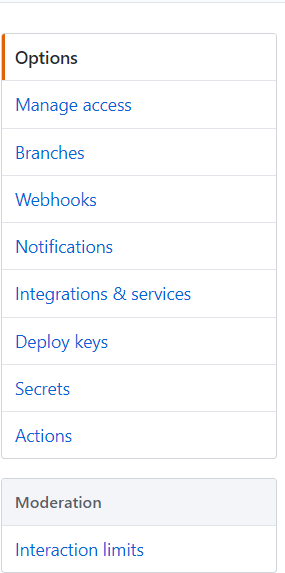 Options
Manage access
Branches
Webhooks
Notifications
Integrations & services
Deploy keys
Secrets
Actions
Moderation
Interaction limits